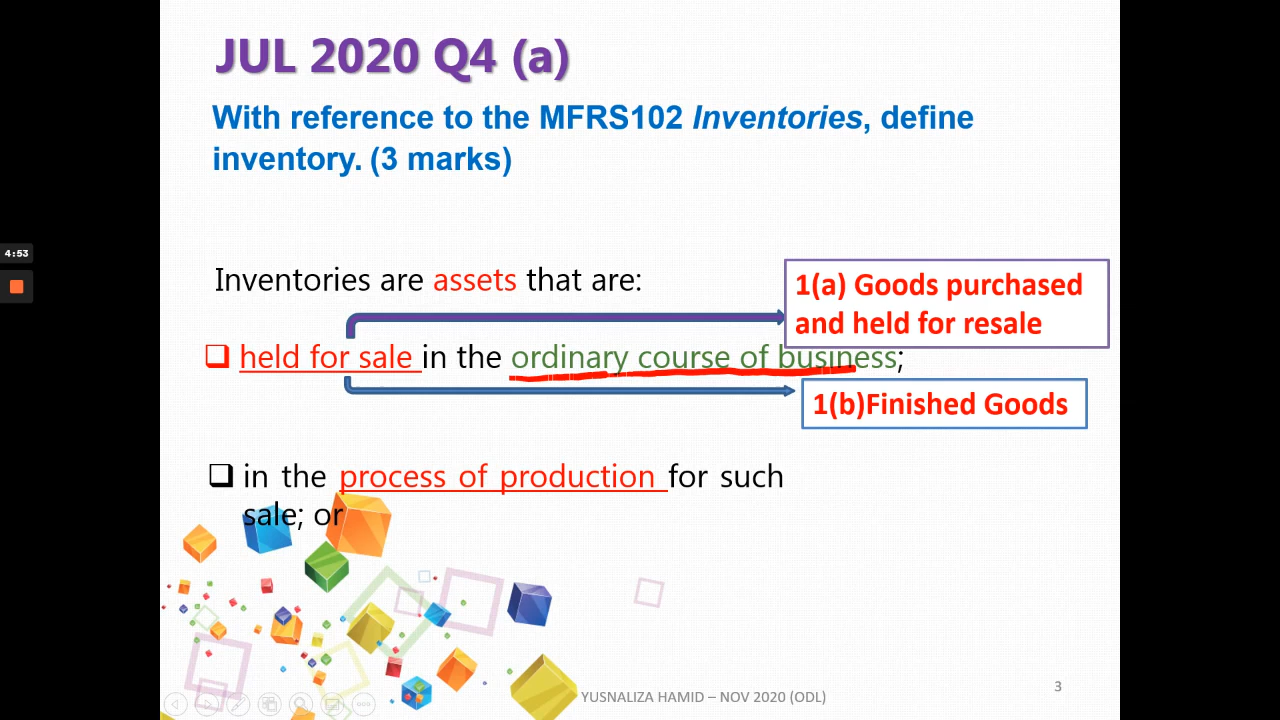 JUL 2020 Q4 (a)
With reference to the MFRS102 Inventories, define
inventory. (3 marks)
4:53
Inventories are assets that are:
1(a) Goods purchased
and held for resale
held for sale in the ordinary course of business;
1(b)Finished Goods
in the process of production for such
sale; or
YUSNALIZA HAMID – NOV 2020 (ODL)
3